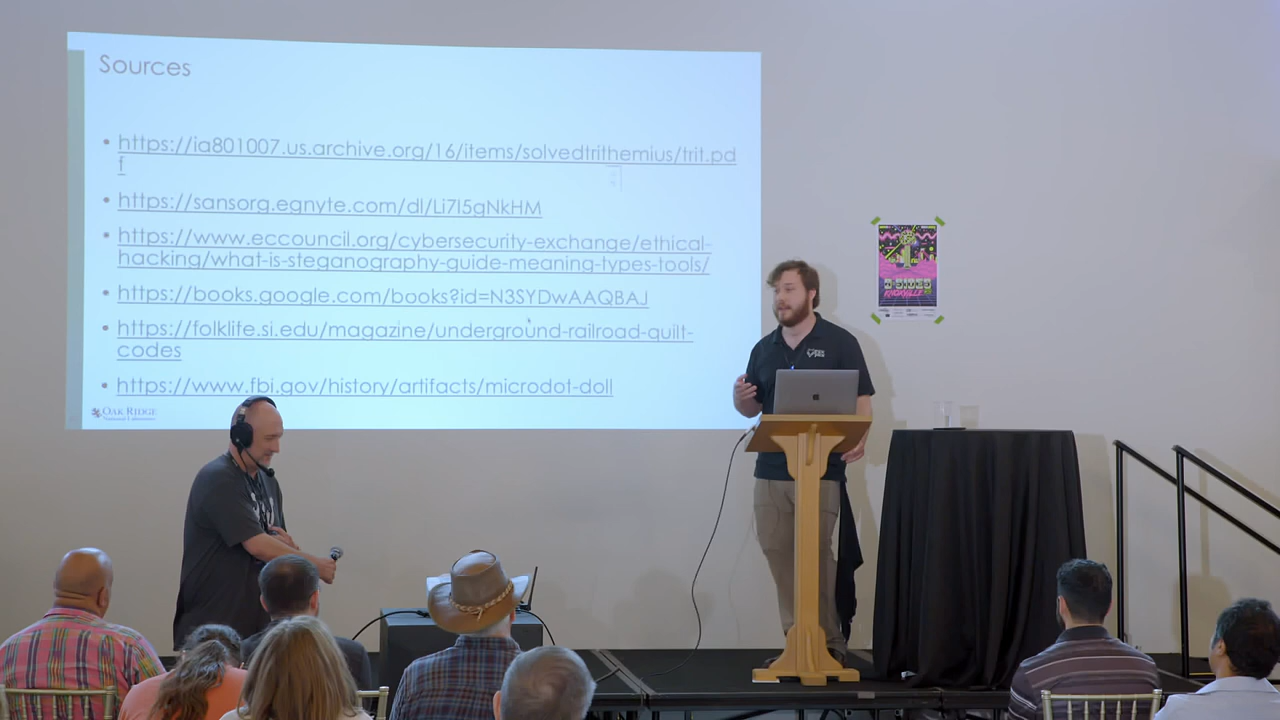 Sources
• https://ia801007.us.archive.org/16/items/solvedtrithemius/trit.pd
f
• https://sansorg.egnyte.com/dl/Li7I5gNkHM
• https://www.eccouncil.org/cybersecurity-exchange/ethical-
hacking/what-is-steganography-guide-meaning-types-tools/
• https://books.google.com/books?id=N3SYDwAAQBAJ
• https://folklife.si.edu/magazine/underground-railroad-quilt-
codes
• https://www.fbi.gov/history/artifacts/microdot-doll
OAK RIDGE
National Laboratory
KNOXVILLE